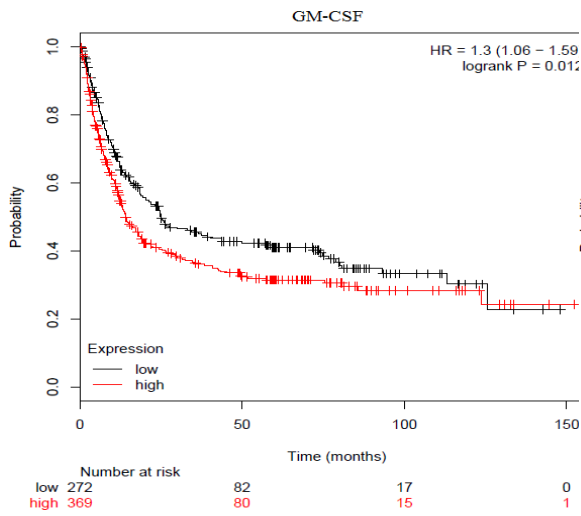 GM-CSF
HR = 1.3 (1.06 − 1.59
logrank P = 0.012
1.0
0.8
0.6
0.4
0.2
0.0
Probability
Expression
low
high
0
50
100
150
Time (months)
Number at risk
low 272 82 17 0
high 369 80 15 1